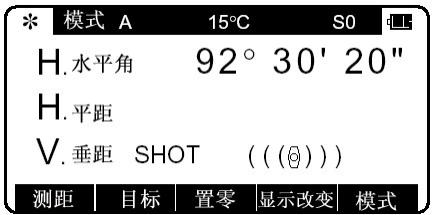 * 模式 A 15°C S0
H. 水平角 92° 30' 20"
H. 平距
V. 垂距 SHOT (((◎)))
测距 目标 置零 显示改变 模式